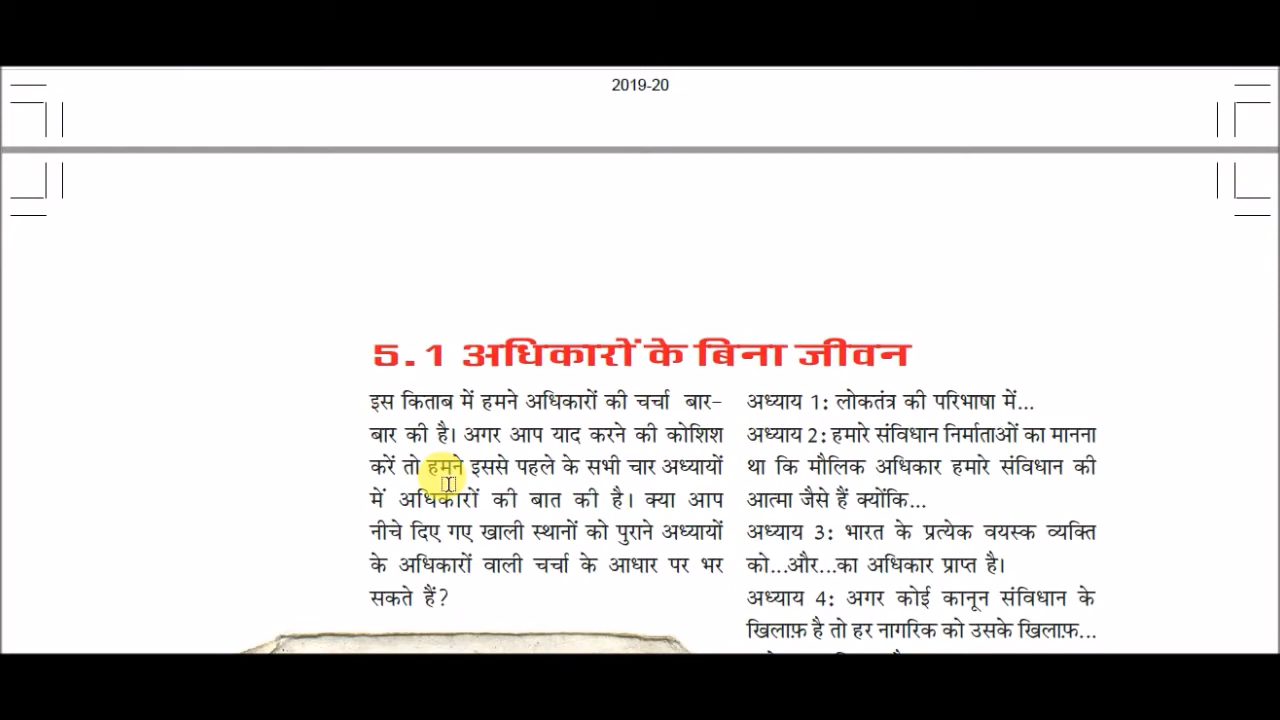 2019-20
5.1 अधिकारों के बिना जीवन
इस किताब में हमने अधिकारों की चर्चा बार-
बार की है। अगर आप याद करने की कोशिश
करें तो हमने इससे पहले के सभी चार अध्यायों
में अधिकारों की बात की है। क्या आप
नीचे दिए गए खाली स्थानों को पुराने अध्यायों
के अधिकारों वाली चर्चा के आधार पर भर
सकते हैं?
अध्याय 1: लोकतंत्र की परिभाषा में...
अध्याय 2: हमारे संविधान निर्माताओं का मानना
था कि मौलिक अधिकार हमारे संविधान की
आत्मा जैसे हैं क्योंकि...
अध्याय 3: भारत के प्रत्येक वयस्क व्यक्ति
को...और...का अधिकार प्राप्त है।
अध्याय 4: अगर कोई कानून संविधान के
खिलाफ़ है तो हर नागरिक को उसके खिलाफ़...